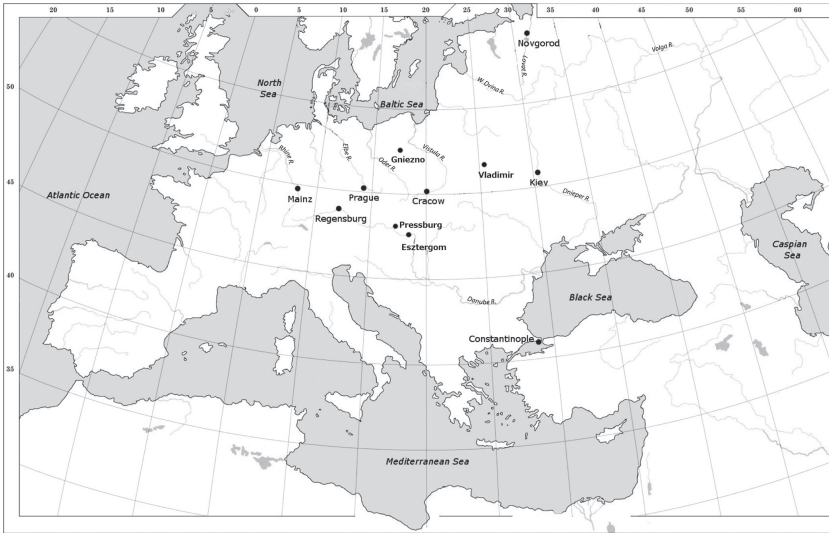 20 15 10 5 0 5 10 15 20 25 30 35 40 45 50 55 60
Novgorod
Volga R.
Lovat R.
North
Sea
50
W. Dvina R.
Baltic Sea
Rhine R.
Elbe R.
Oder R.
Vistula R.
Gniezno
Vladimir
Kiev
45
Dnieper R.
Atlantic Ocean
Mainz
Prague
Cracow
Regensburg
Pressburg
Esztergom
Caspian
Sea
40
Danube R.
Black Sea
Constantinople
35
Mediterranean Sea